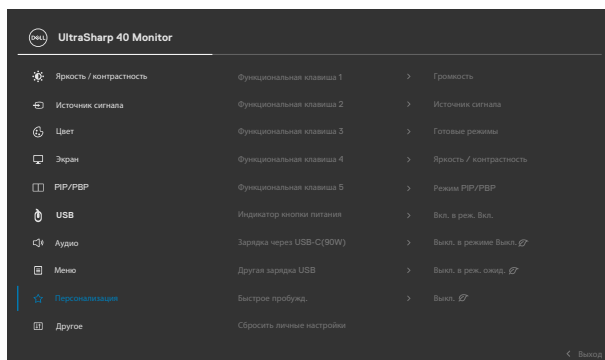 DELL UltraSharp 40 Monitor
Яркость / контрастность Функциональная клавиша 1 > Громкость
Источник сигнала Функциональная клавиша 2 > Источник сигнала
Цвет Функциональная клавиша 3 > Готовые режимы
Экран Функциональная клавиша 4 > Яркость / контрастность
PIP/PBP Функциональная клавиша 5 > Режим PIP/PBP
USB Индикатор кнопки питания > Вкл. в реж. Вкл.
Аудио Зарядка через USB-C(90W) > Выкл. в режиме Выкл.
Меню Другая зарядка USB > Выкл. в реж. ожид.
Персонализация Быстрое пробужд. > Выкл.
Другое Сбросить личные настройки
< Выход